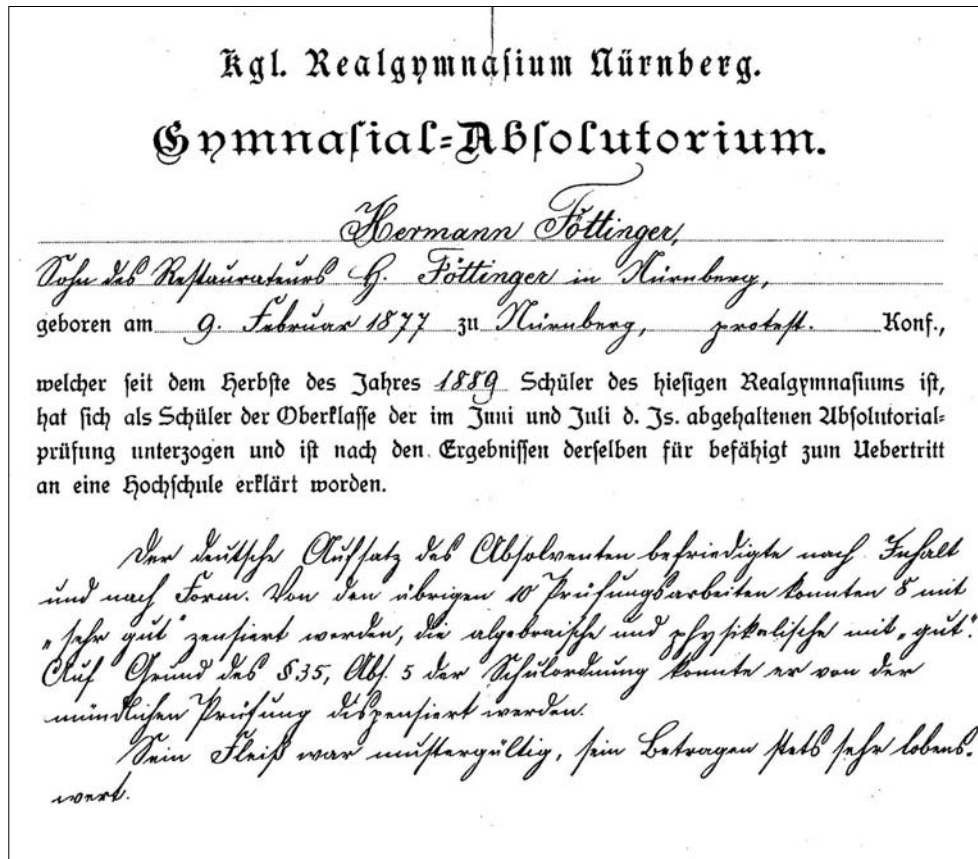 Kgl. Realgymnasium Nürnberg.
Gymnasial-Absolutorium.
Hermann Föttinger,
Sohn des Restaurateurs H. Föttinger in Nürnberg,
geboren am 9. Februar 1877 zu Nürnberg, protest. Konf.,
welcher seit dem Herbste des Jahres 1889 Schüler des hiesigen Realgymnasiums ist,
hat sich als Schüler der Oberklasse der im Juni und Juli d. Js. abgehaltenen Absolutorial-
prüfung unterzogen und ist nach den Ergebnissen derselben für befähigt zum Uebertritt
an eine Hochschule erklärt worden.
Der deutsche Aufsatz des Absolventen befriedigte nach Inhalt
und nach Form. Von den übrigen 10 Prüfungsarbeiten konnten 8 mit
„sehr gut“ zensiert werden, die algebraische und physikalische mit „gut.“
Auf Grund des § 35, Abs. 5 der Schulordnung konnte er von der
mündlichen Prüfung dispensiert werden.
Sein Fleiß war mustergültig, sein Betragen stets sehr lobens-
wert.